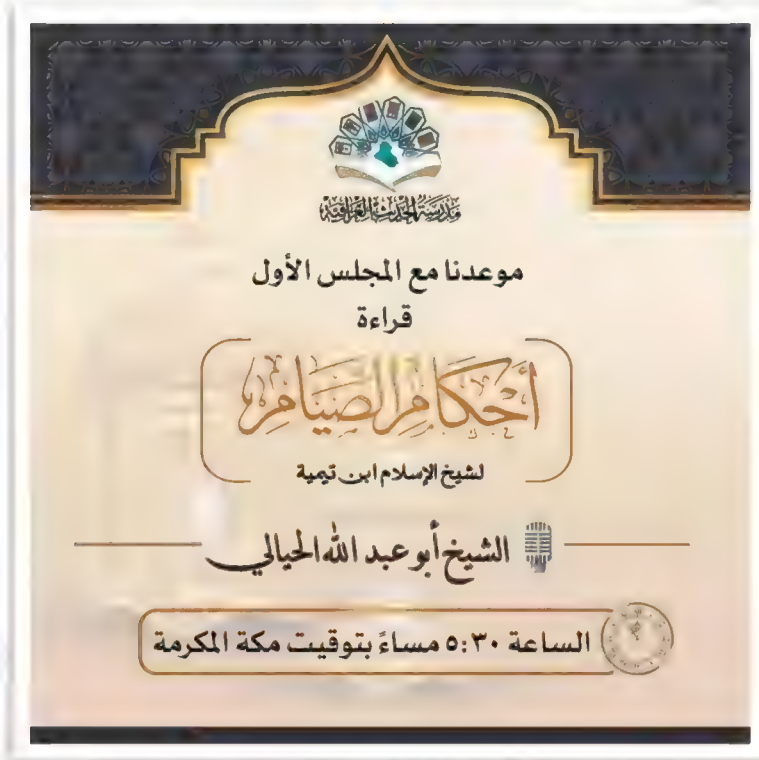 مدرسة الحديث العراقية
موعدنا مع المجلس الأول
قراءة
أحكام الصيام
لشيخ الإسلام ابن تيمية
الشيخ أبو عبد الله الحيالي
الساعة ٥:٣٠ مساءً بتوقيت مكة المكرمة